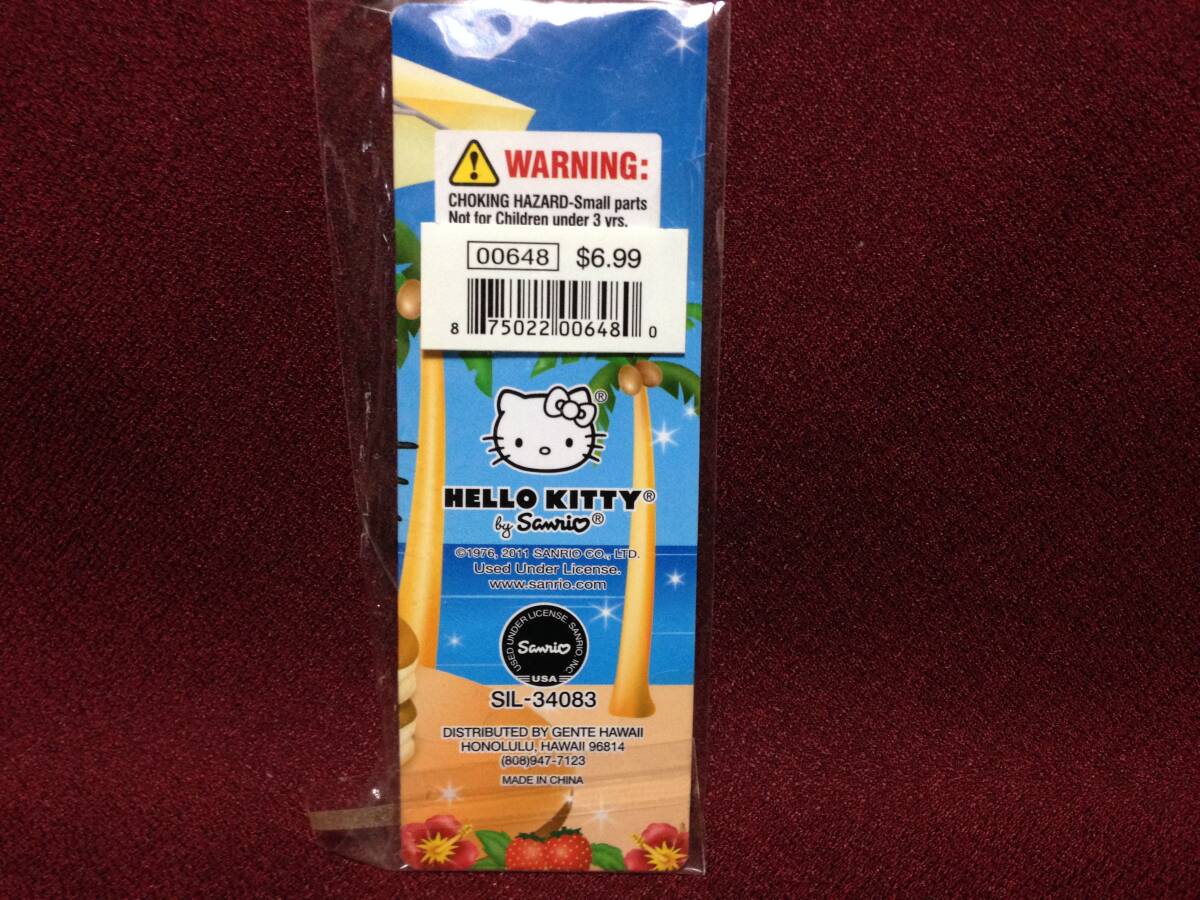 WARNING:
CHOKING HAZARD-Small parts
Not for Children under 3 yrs.
00648 $6.99
8 75022 00648 0
®
HELLO KITTY®
by Sanrio®
©1976, 2011 SANRIO CO., LTD.
Used Under License.
www.sanrio.com
USED UNDER LICENSE. SANRIO, INC.
Sanrio
USA
SIL-34083
DISTRIBUTED BY GENTE HAWAII
HONOLULU, HAWAII 96814
(808)947-7123
MADE IN CHINA